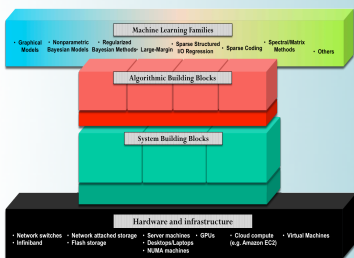 Machine Learning Families
• Graphical Models
• Nonparametric Bayesian Models
• Regularized Bayesian Methods
• Large-Margin
• Sparse Structured I/O Regression
• Sparse Coding
• Spectral/Matrix Methods
• Others
Algorithmic Building Blocks
System Building Blocks
Hardware and infrastructure
• Network switches
• Infiniband
• Network attached storage
• Flash storage
• Server machines
• Desktops/Laptops
• NUMA machines
• GPUs
• Cloud compute
(e.g. Amazon EC2)
• Virtual Machines